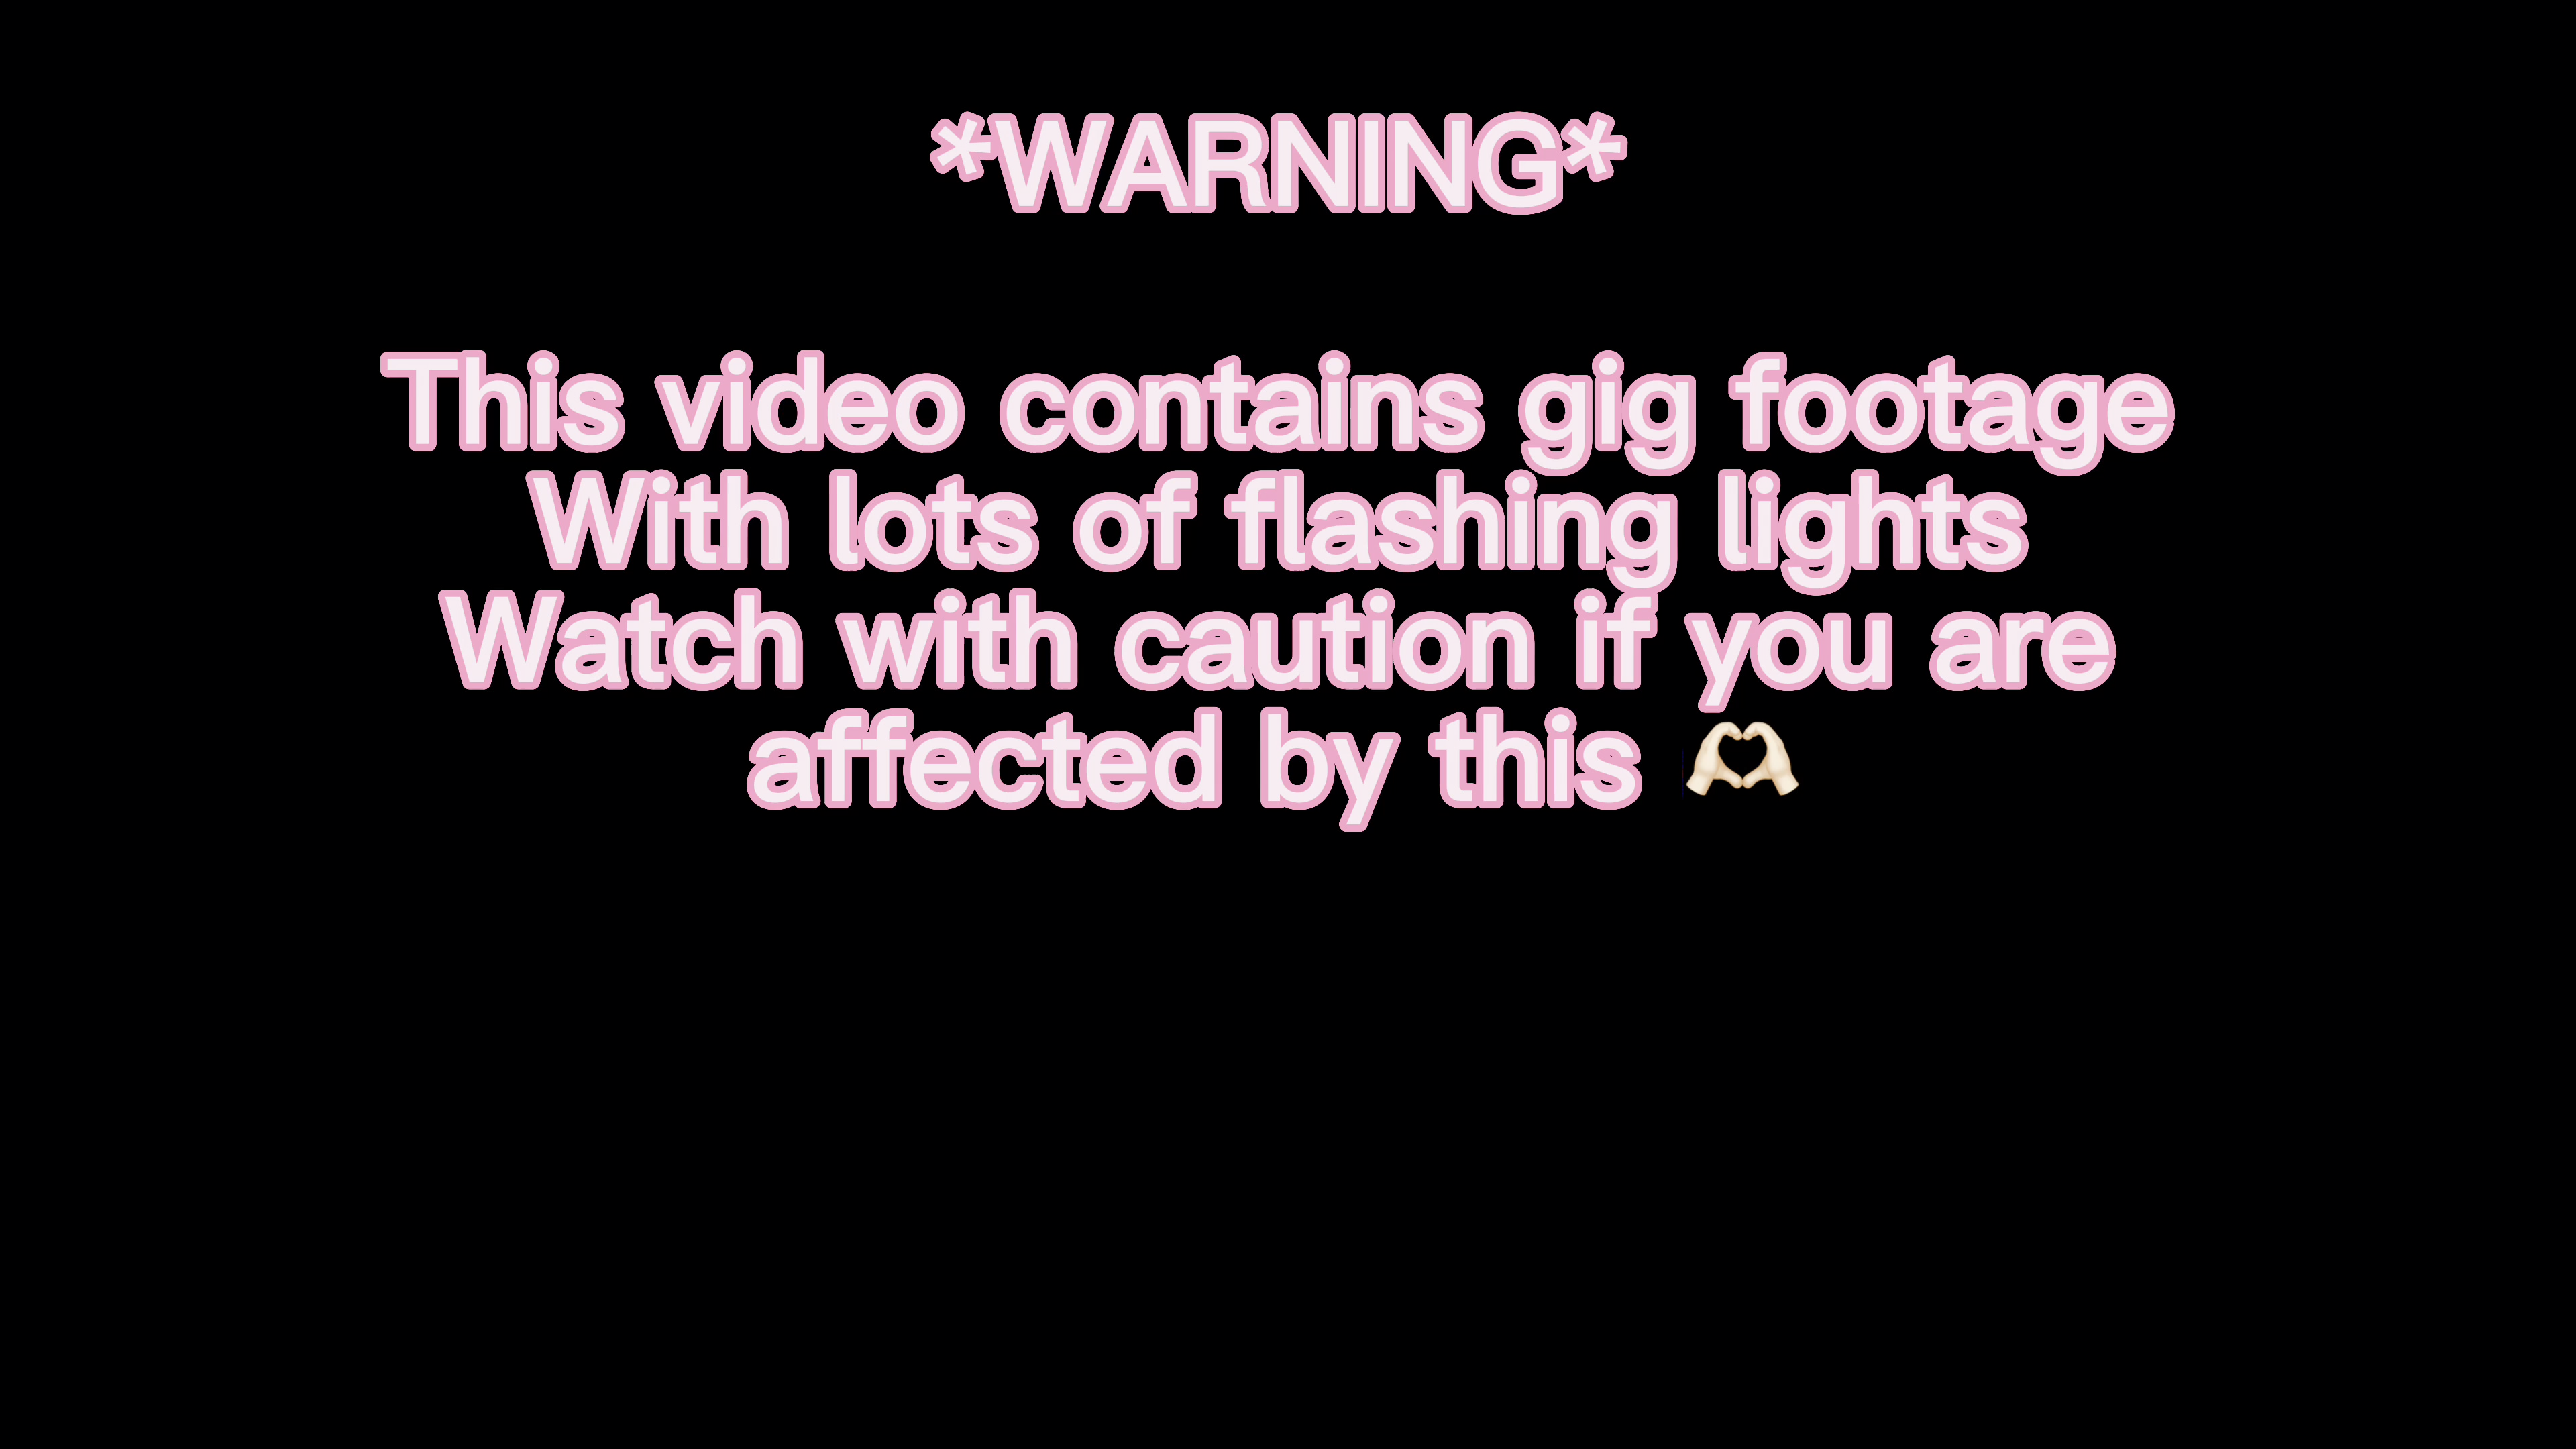 *WARNING*
This video contains gig footage
With lots of flashing lights
Watch with caution if you are
affected by this 🫶🏻